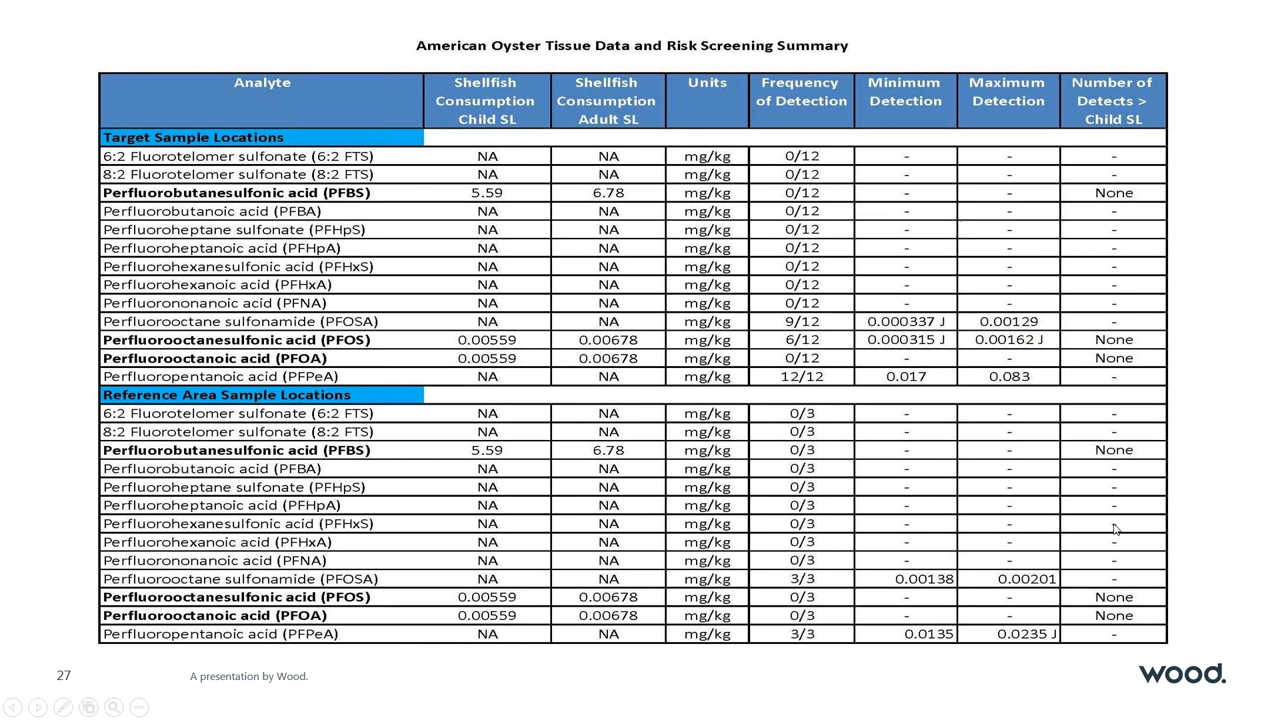 American Oyster Tissue Data and Risk Screening Summary
Analyte Shellfish Consumption Child SL Shellfish Consumption Adult SL Units Frequency of Detection Minimum Detection Maximum Detection Number of Detects > Child SL
Target Sample Locations
6:2 Fluorotelomer sulfonate (6:2 FTS) NA NA mg/kg 0/12 - - -
8:2 Fluorotelomer sulfonate (8:2 FTS) NA NA mg/kg 0/12 - - -
Perfluorobutanesulfonic acid (PFBS) 5.59 6.78 mg/kg 0/12 - - None
Perfluorobutanoic acid (PFBA) NA NA mg/kg 0/12 - - -
Perfluoroheptane sulfonate (PFHpS) NA NA mg/kg 0/12 - - -
Perfluoroheptanoic acid (PFHpA) NA NA mg/kg 0/12 - - -
Perfluorohexanesulfonic acid (PFHxS) NA NA mg/kg 0/12 - - -
Perfluorohexanoic acid (PFHxA) NA NA mg/kg 0/12 - - -
Perfluorononanoic acid (PFNA) NA NA mg/kg 0/12 - - -
Perfluorooctane sulfonamide (PFOSA) NA NA mg/kg 9/12 0.000337 J 0.00129 -
Perfluorooctanesulfonic acid (PFOS) 0.00559 0.00678 mg/kg 6/12 0.000315 J 0.00162 J None
Perfluorooctanoic acid (PFOA) 0.00559 0.00678 mg/kg 0/12 - - None
Perfluoropentanoic acid (PFPeA) NA NA mg/kg 12/12 0.017 0.083 -
Reference Area Sample Locations
6:2 Fluorotelomer sulfonate (6:2 FTS) NA NA mg/kg 0/3 - - -
8:2 Fluorotelomer sulfonate (8:2 FTS) NA NA mg/kg 0/3 - - -
Perfluorobutanesulfonic acid (PFBS) 5.59 6.78 mg/kg 0/3 - - None
Perfluorobutanoic acid (PFBA) NA NA mg/kg 0/3 - - -
Perfluoroheptane sulfonate (PFHpS) NA NA mg/kg 0/3 - - -
Perfluoroheptanoic acid (PFHpA) NA NA mg/kg 0/3 - - -
Perfluorohexanesulfonic acid (PFHxS) NA NA mg/kg 0/3 - - -
Perfluorohexanoic acid (PFHxA) NA NA mg/kg 0/3 - - -
Perfluorononanoic acid (PFNA) NA NA mg/kg 0/3 - - -
Perfluorooctane sulfonamide (PFOSA) NA NA mg/kg 3/3 0.00138 0.00201 -
Perfluorooctanesulfonic acid (PFOS) 0.00559 0.00678 mg/kg 0/3 - - None
Perfluorooctanoic acid (PFOA) 0.00559 0.00678 mg/kg 0/3 - - None
Perfluoropentanoic acid (PFPeA) NA NA mg/kg 3/3 0.0135 0.0235 J -
27 A presentation by Wood.
wood.